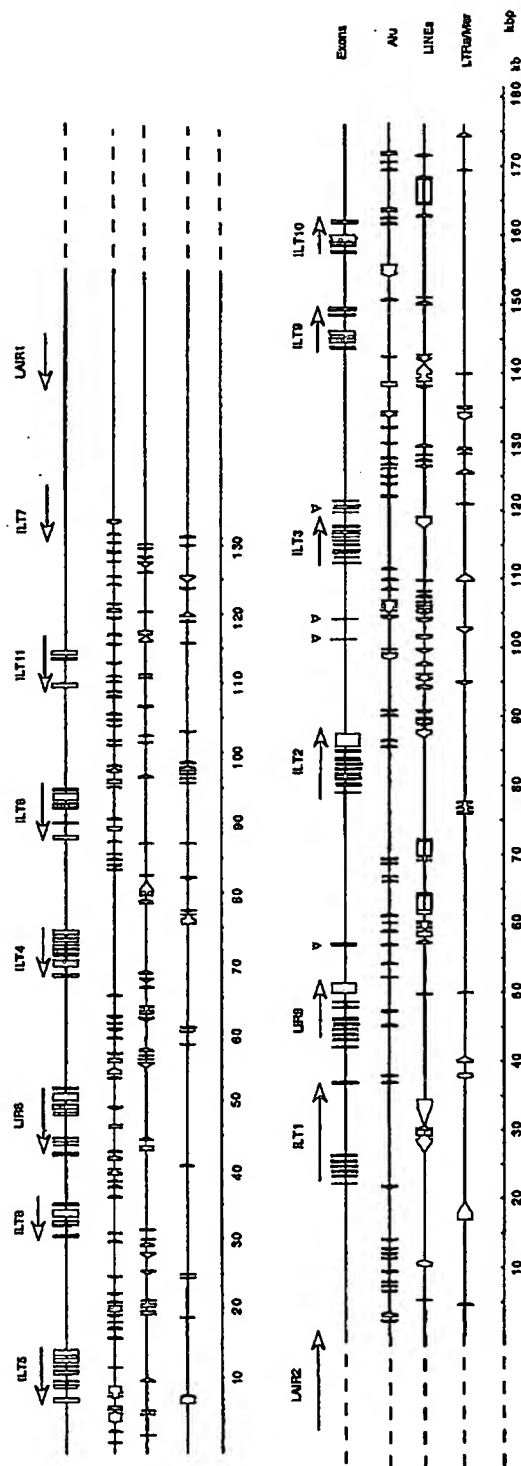 ILT5 ILT8 LIR6 ILT4 ILT6 ILT11 ILT7 LAIR1
10 20 30 40 50 60 70 80 90 100 110 120 130
LAIR2 ILT1 LIR9 ILT2 ILT3 ILT9 ILT10
Exons
Alu
LINEs
LTRs/Mer
kbp
10 20 30 40 50 60 70 80 90 100 110 120 130 140 150 160 170 180 kb